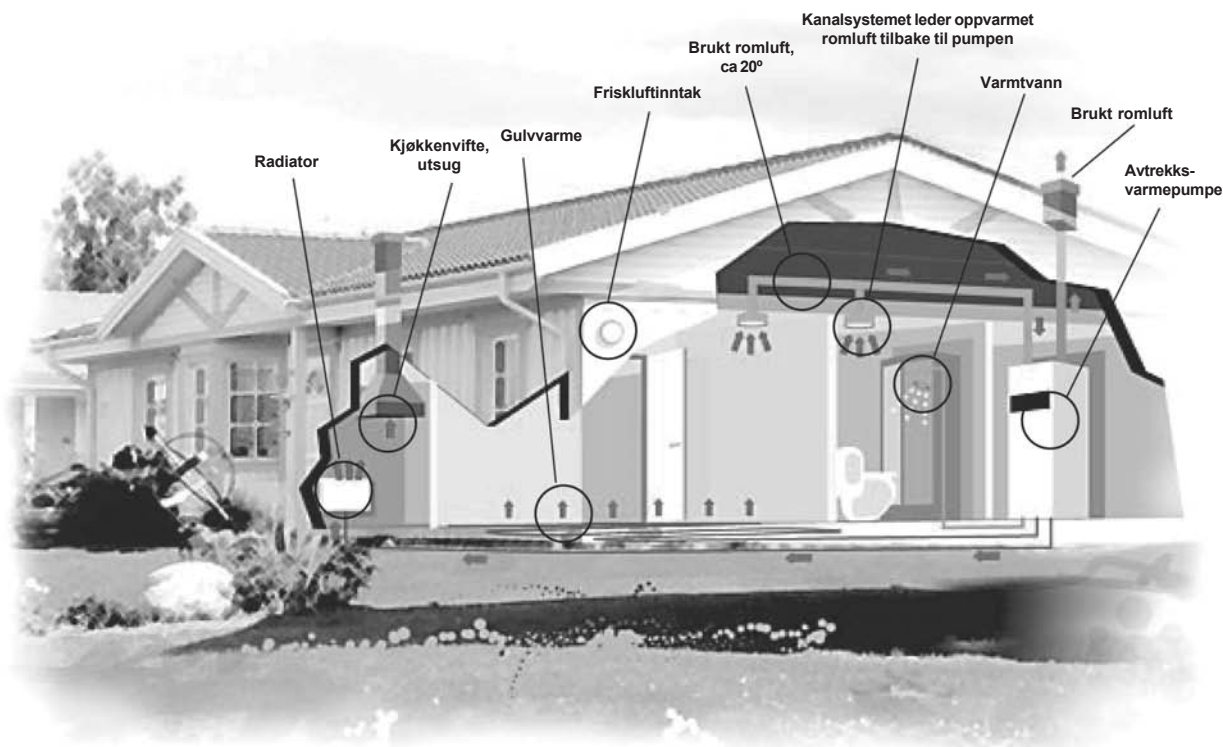 Kanalsystemet leder oppvarmet
romluft tilbake til pumpen
Brukt romluft,
ca 20º
Varmtvann
Friskluftinntak
Brukt romluft
Kjøkkenvifte,
utsug
Gulvvarme
Radiator
Avtrekks-
varmepumpe